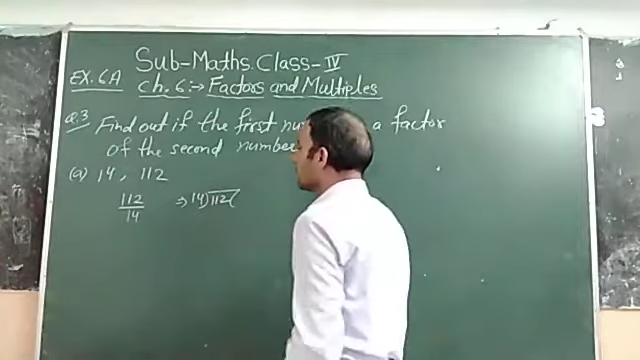 Sub-Maths. Class-IV
EX. 6A Ch. 6:→ Factors and Multiples
Q.3 Find out if the first a factor
of the second number
(a) 14, 112
112/14 ⇒ 14)112(